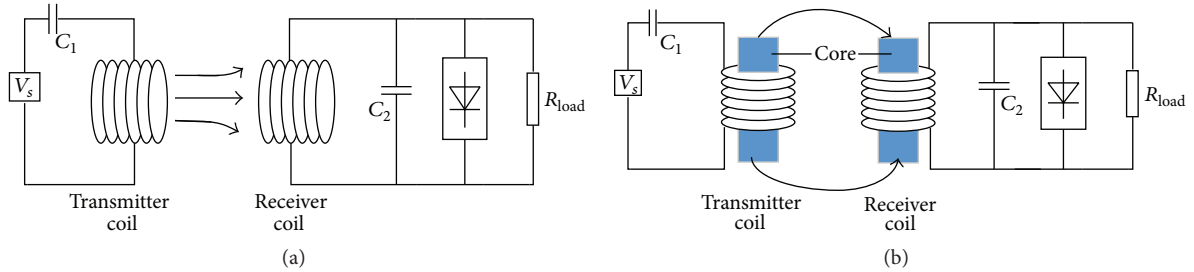 C1
Vs
C2
Rload
Transmitter
coil
Receiver
coil
(a)
C1
Vs
Core
C2
Rload
Transmitter
coil
Receiver
coil
(b)